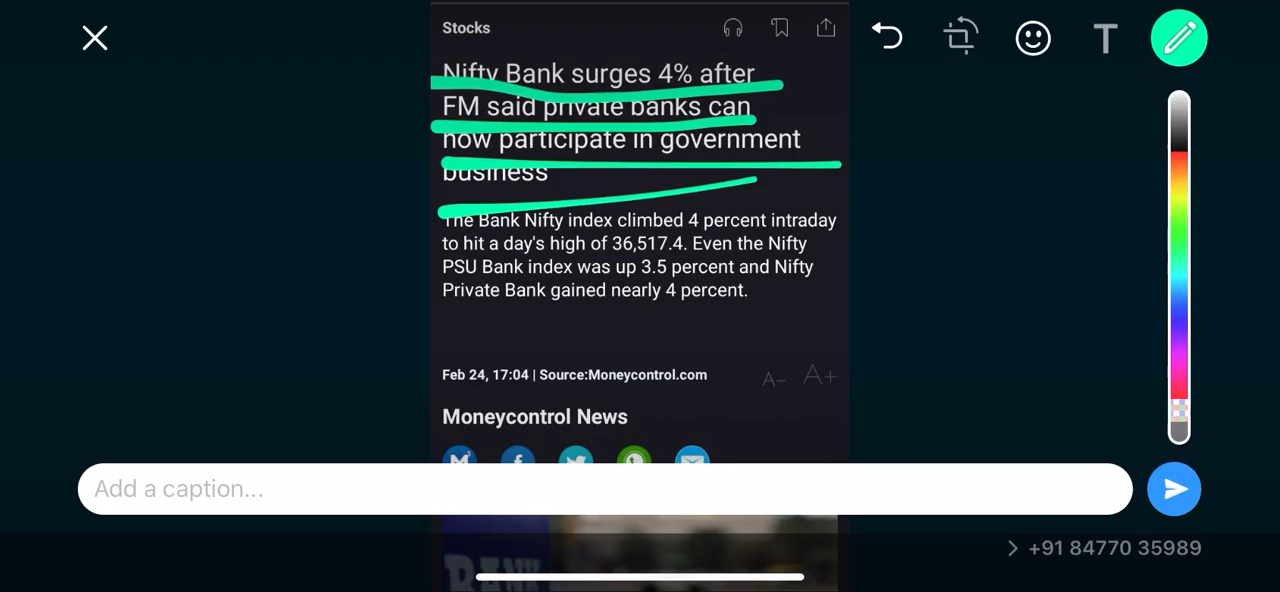 Stocks
Nifty Bank surges 4% after
FM said private banks can
now participate in government
business
The Bank Nifty index climbed 4 percent intraday
to hit a day's high of 36,517.4. Even the Nifty
PSU Bank index was up 3.5 percent and Nifty
Private Bank gained nearly 4 percent.
Feb 24, 17:04 | Source:Moneycontrol.com
A- A+
Moneycontrol News
Add a caption...
> +91 84770 35989
BANK
T